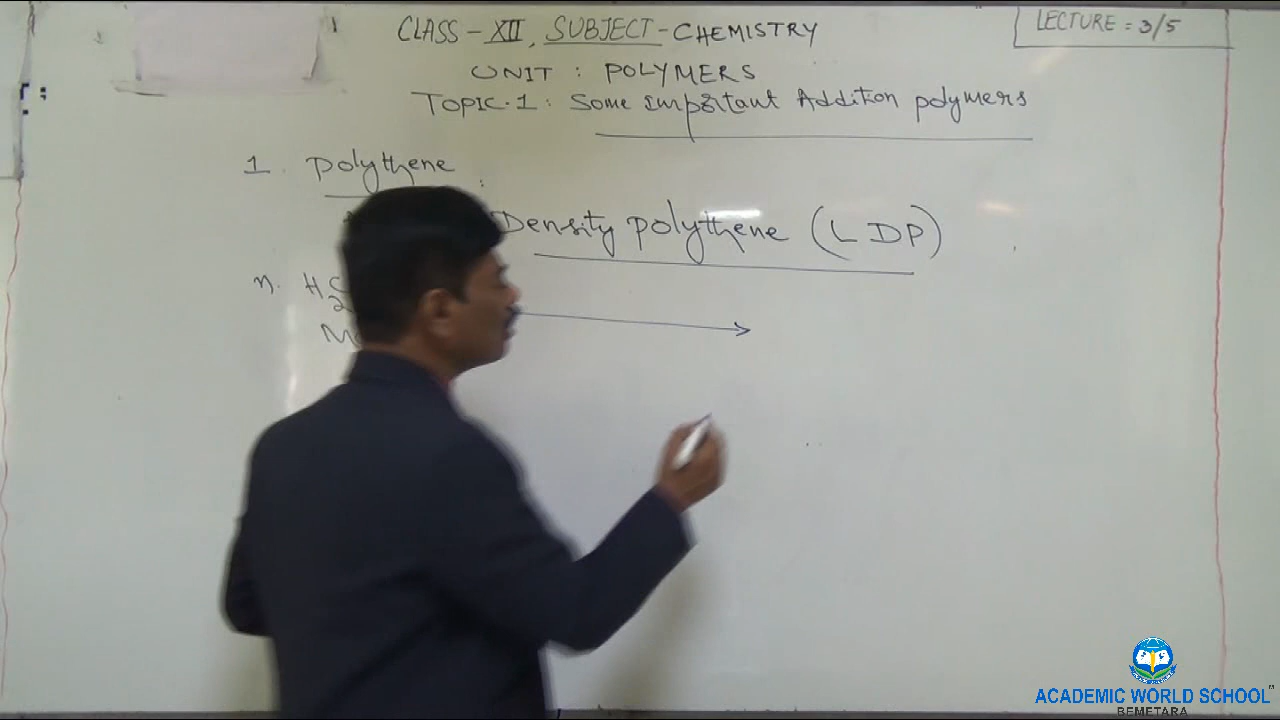 CLASS - XII, SUBJECT - CHEMISTRY
LECTURE = 3/5
UNIT : POLYMERS
TOPIC.1 : Some important Addition polymers
1. polythene
Density polythene (LDP)
n. H2C
ACADEMIC WORLD SCHOOL
BEMETARA